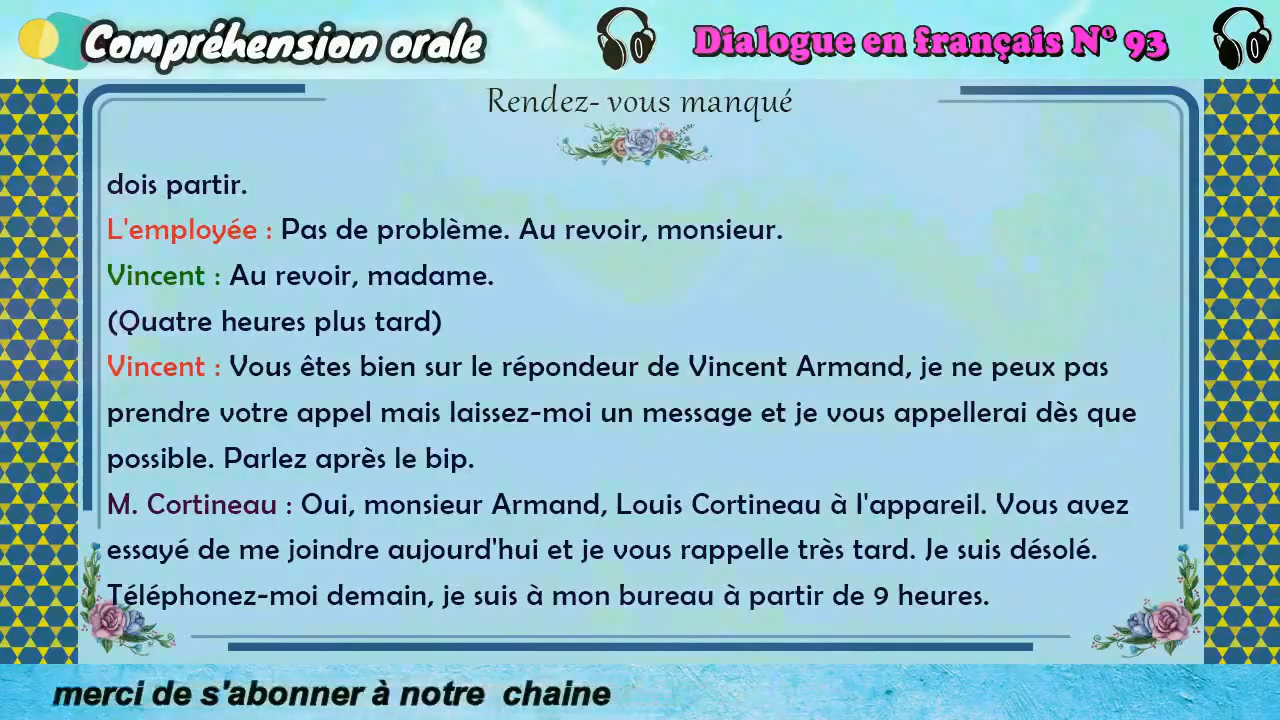 Compréhension orale
Dialogue en français N° 93
Rendez- vous manqué
dois partir.
L'employée : Pas de problème. Au revoir, monsieur.
Vincent : Au revoir, madame.
(Quatre heures plus tard)
Vincent : Vous êtes bien sur le répondeur de Vincent Armand, je ne peux pas
prendre votre appel mais laissez-moi un message et je vous appellerai dès que
possible. Parlez après le bip.
M. Cortineau : Oui, monsieur Armand, Louis Cortineau à l'appareil. Vous avez
essayé de me joindre aujourd'hui et je vous rappelle très tard. Je suis désolé.
Téléphonez-moi demain, je suis à mon bureau à partir de 9 heures.
merci de s'abonner à notre  chaine